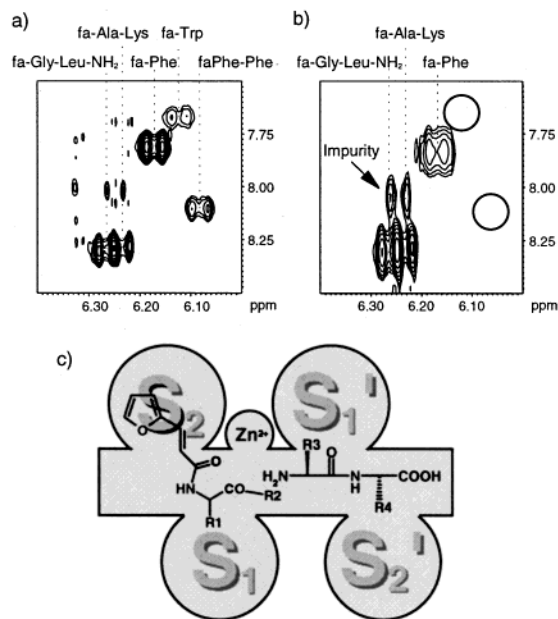 a)
fa-Ala-Lys
fa-Trp
fa-Gly-Leu-NH2
fa-Phe
faPhe-Phe
7.75
8.00
8.25
6.30
6.20
6.10
ppm
b)
fa-Ala-Lys
fa-Gly-Leu-NH2
fa-Phe
Impurity
7.75
8.00
8.25
6.30
6.20
6.10
ppm
c)
S2
Zn2+
S1'
O
O
HN
CO-R2
R1
R3
O
H2N
N
H
COOH
R4
S1
S2'